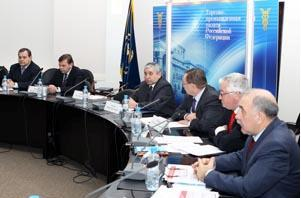 Торгово-
промышленная
палата
Российской
Федерации